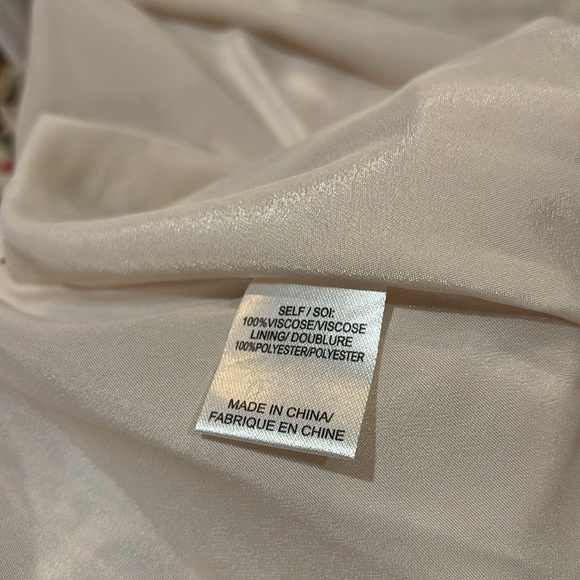 SELF / SOI:
100%VISCOSE/VISCOSE
LINING/ DOUBLURE
100%POLYESTER/POLYESTER
MADE IN CHINA/
FABRIQUE EN CHINE